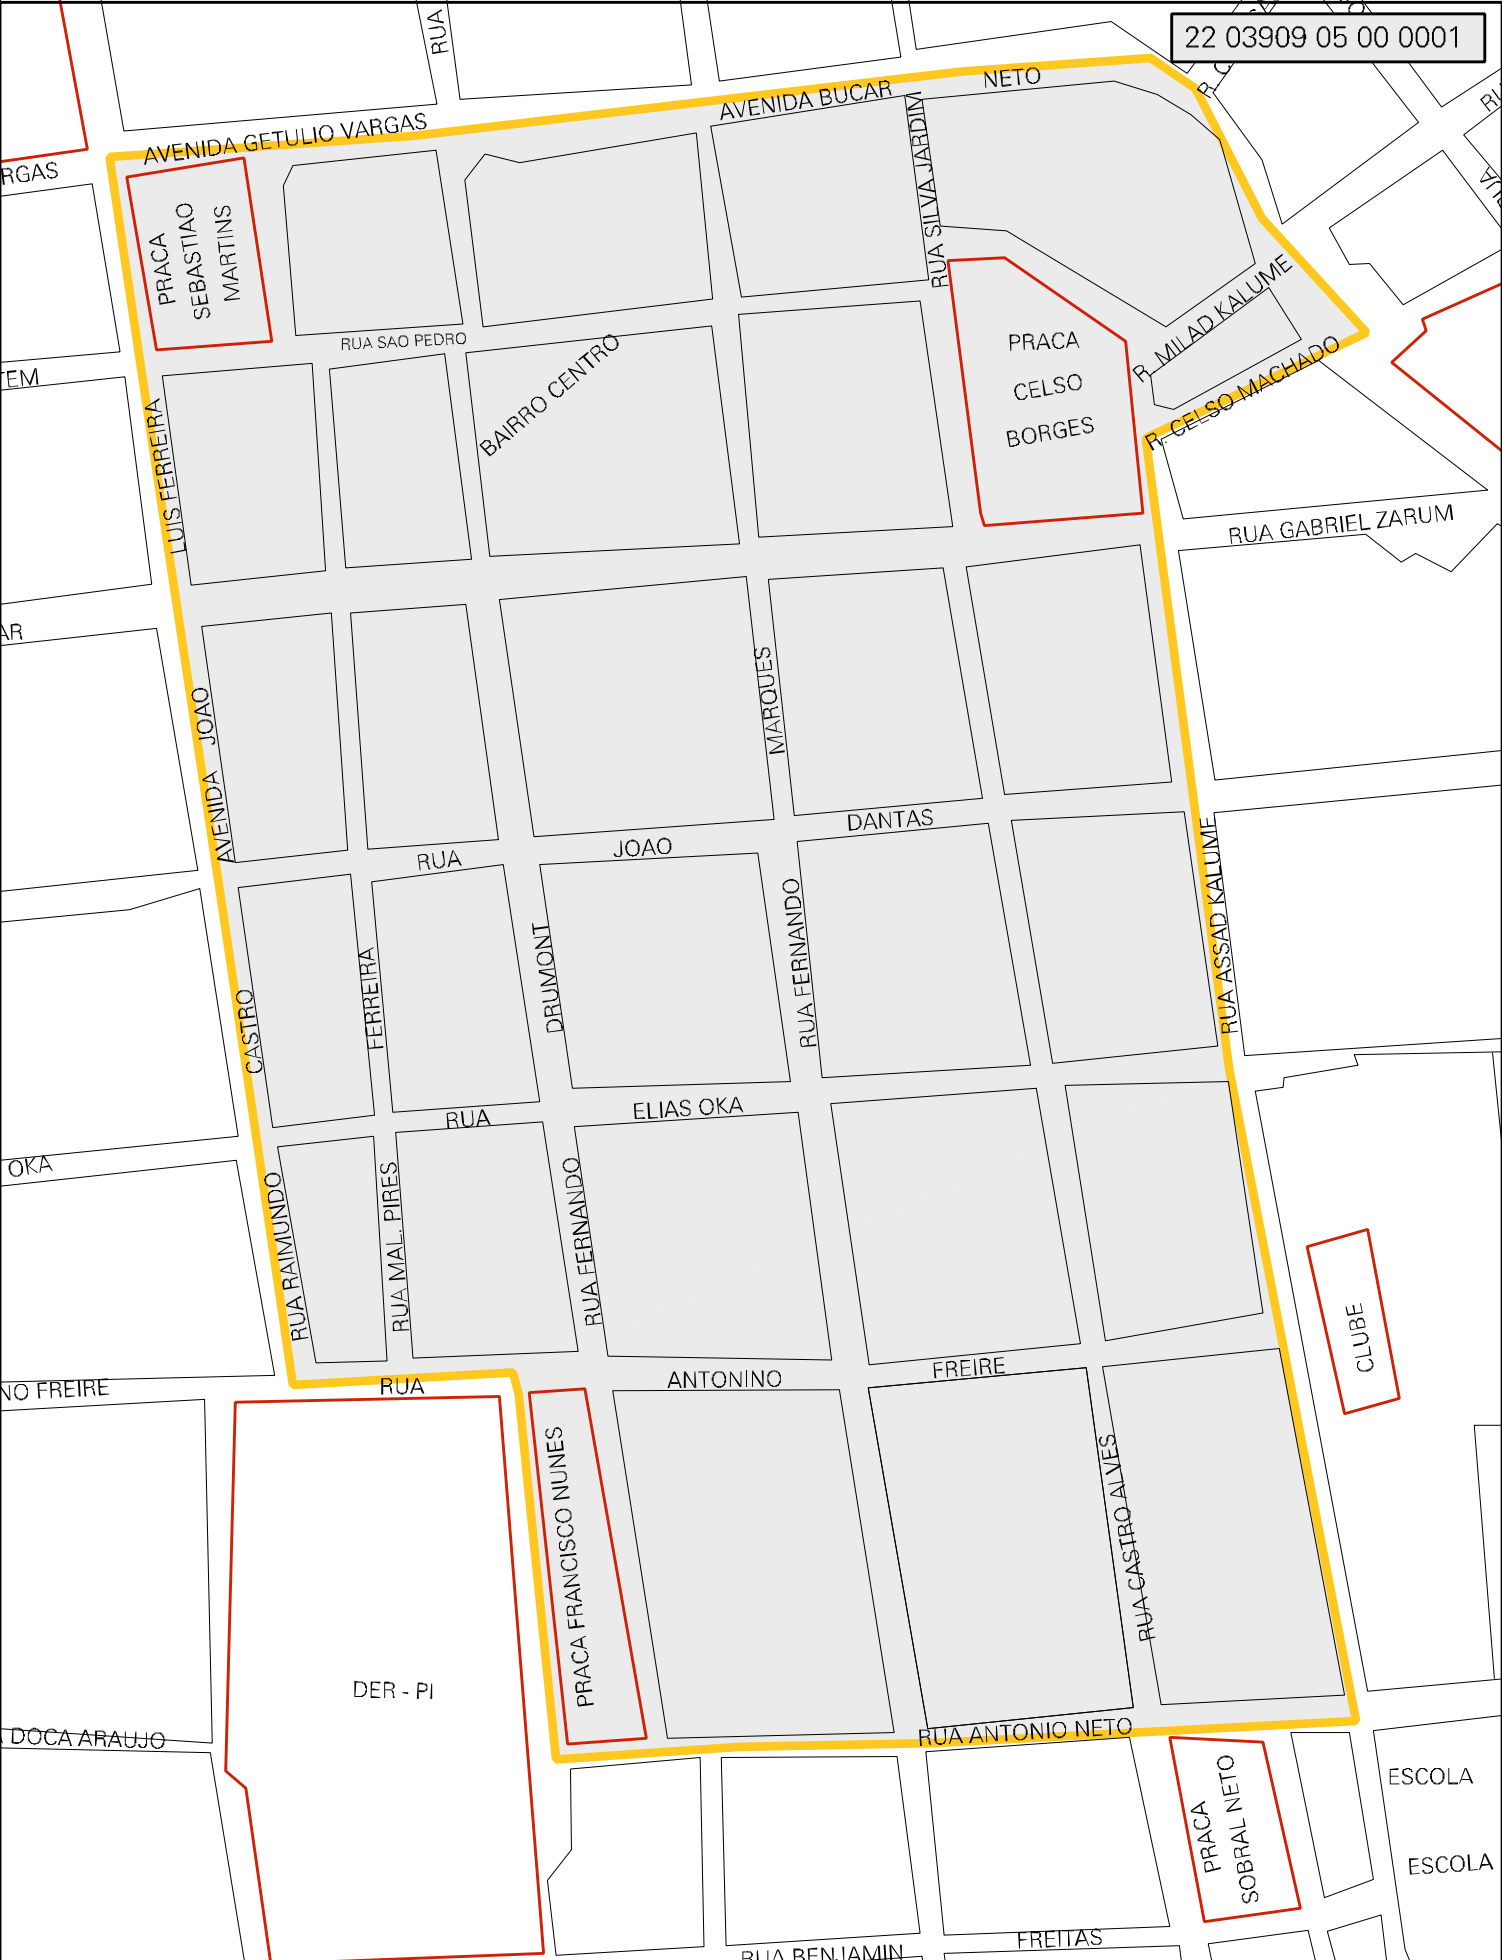 22 03909 05 00 0001
RUA
AVENIDA GETULIO VARGAS
AVENIDA BUCAR
NETO
RGAS
PRACA
SEBASTIAO
MARTINS
RUA SILVA JARDIM
RUA SAO PEDRO
BAIRRO CENTRO
PRACA
CELSO
BORGES
R. MILAD KALUME
R. CELSO MACHADO
TEM
LUIS FERREIRA
RUA GABRIEL ZARUM
AR
JOAO
AVENIDA
MARQUES
RUA
JOAO
DANTAS
RUA ASSAD KALUME
CASTRO
FERREIRA
DRUMONT
RUA FERNANDO
RUA
ELIAS OKA
OKA
RUA RAIMUNDO
RUA MAL. PIRES
RUA FERNANDO
CLUBE
NO FREIRE
RUA
ANTONINO
FREIRE
PRACA FRANCISCO NUNES
RUA CASTRO ALVES
DER - PI
DOCA ARAUJO
RUA ANTONIO NETO
PRACA
SOBRAL NETO
ESCOLA
ESCOLA
RUA BENJAMIN
FREITAS